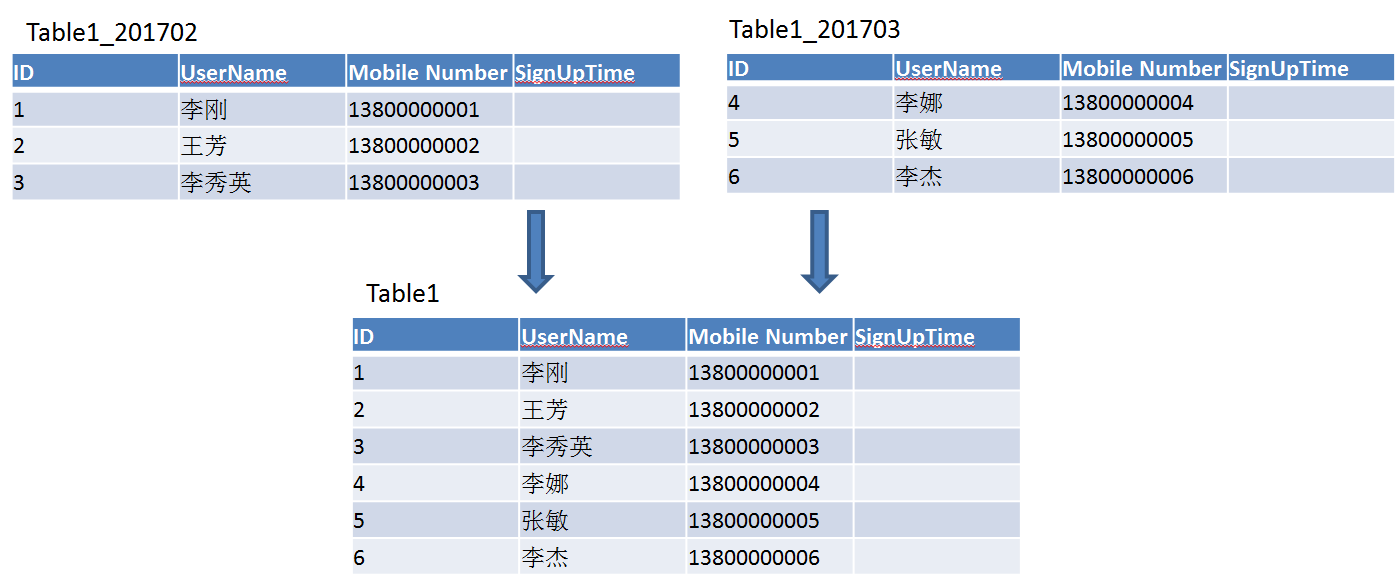 Table1_201702
ID UserName Mobile Number SignUpTime
1 李刚 13800000001
2 王芳 13800000002
3 李秀英 13800000003
Table1_201703
ID UserName Mobile Number SignUpTime
4 李娜 13800000004
5 张敏 13800000005
6 李杰 13800000006
Table1
ID UserName Mobile Number SignUpTime
1 李刚 13800000001
2 王芳 13800000002
3 李秀英 13800000003
4 李娜 13800000004
5 张敏 13800000005
6 李杰 13800000006